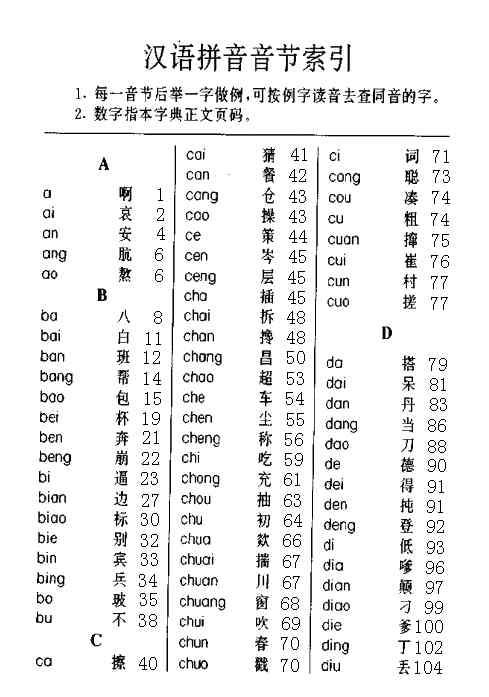 汉语拼音音节索引
1. 每一音节后举一字做例,可按例字读音去查同音的字。
2. 数字指本字典正文页码。
A
a 啊 1
ai 哀 2
an 安 4
ang 肮 6
ao 熬 6
B
ba 八 8
bai 白 11
ban 班 12
bang 帮 14
bao 包 15
bei 杯 19
ben 奔 21
beng 崩 22
bi 逼 23
bian 边 27
biao 标 30
bie 别 32
bin 宾 33
bing 兵 34
bo 玻 35
bu 不 38
C
ca 擦 40
cai 猜 41
can 餐 42
cang 仓 43
cao 操 43
ce 策 44
cen 岑 45
ceng 层 45
cha 插 45
chai 拆 48
chan 搀 48
chang 昌 50
chao 超 53
che 车 54
chen 尘 55
cheng 称 56
chi 吃 59
chong 充 61
chou 抽 63
chu 初 64
chua 欻 66
chuai 揣 67
chuan 川 67
chuang 窗 68
chui 吹 69
chun 春 70
chuo 戳 70
ci 词 71
cong 聪 73
cou 凑 74
cu 粗 74
cuan 撺 75
cui 崔 76
cun 村 77
cuo 搓 77
D
da 搭 79
dai 呆 81
dan 丹 83
dang 当 86
dao 刀 88
de 德 90
dei 得 91
den 扽 91
deng 登 92
di 低 93
dia 嗲 96
dian 颠 97
diao 刁 99
die 爹 100
ding 丁 102
diu 丢 104